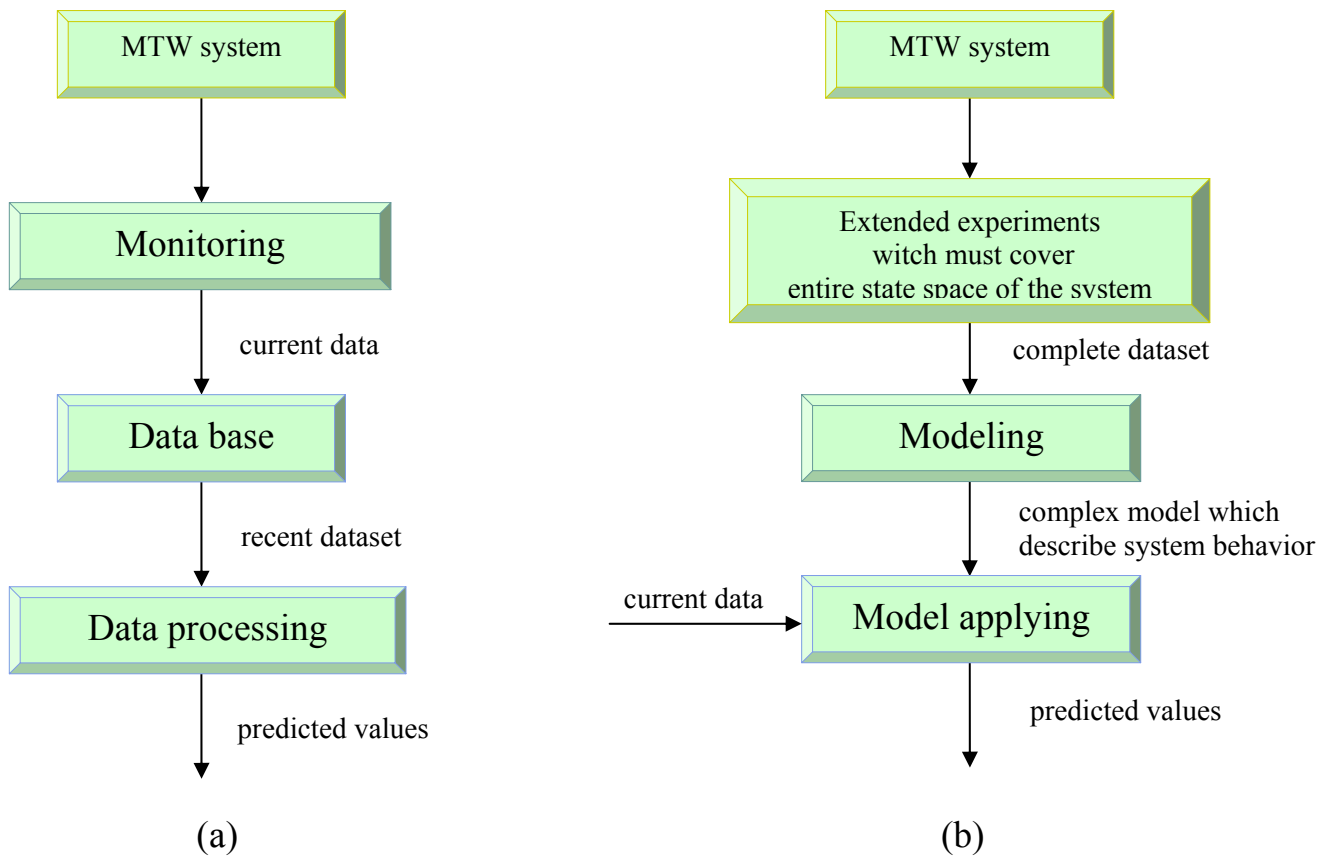 MTW system
Monitoring
current data
Data base
recent dataset
Data processing
predicted values
(a)
MTW system
Extended experiments
witch must cover
entire state space of the system
complete dataset
Modeling
complex model which
describe system behavior
current data
Model applying
predicted values
(b)